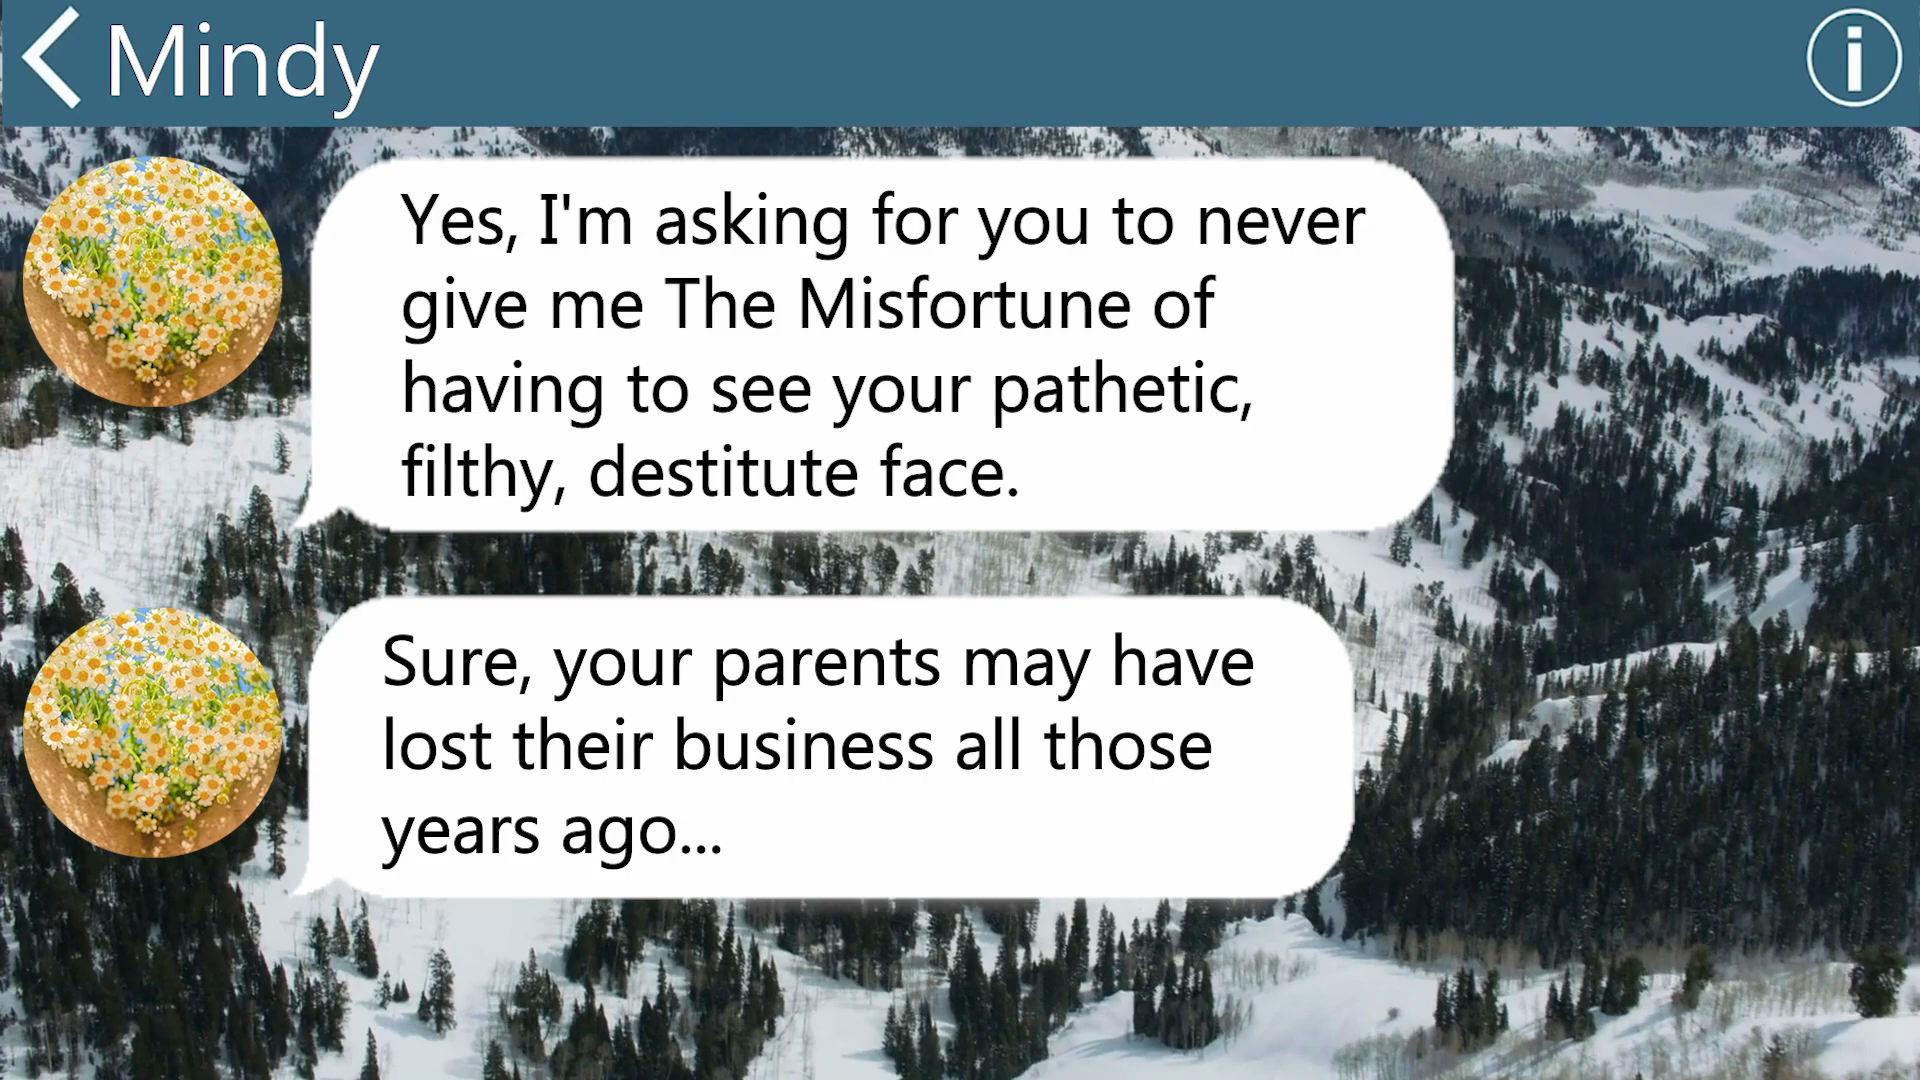 Mindy
Yes, I'm asking for you to never
give me The Misfortune of
having to see your pathetic,
filthy, destitute face.
Sure, your parents may have
lost their business all those
years ago...